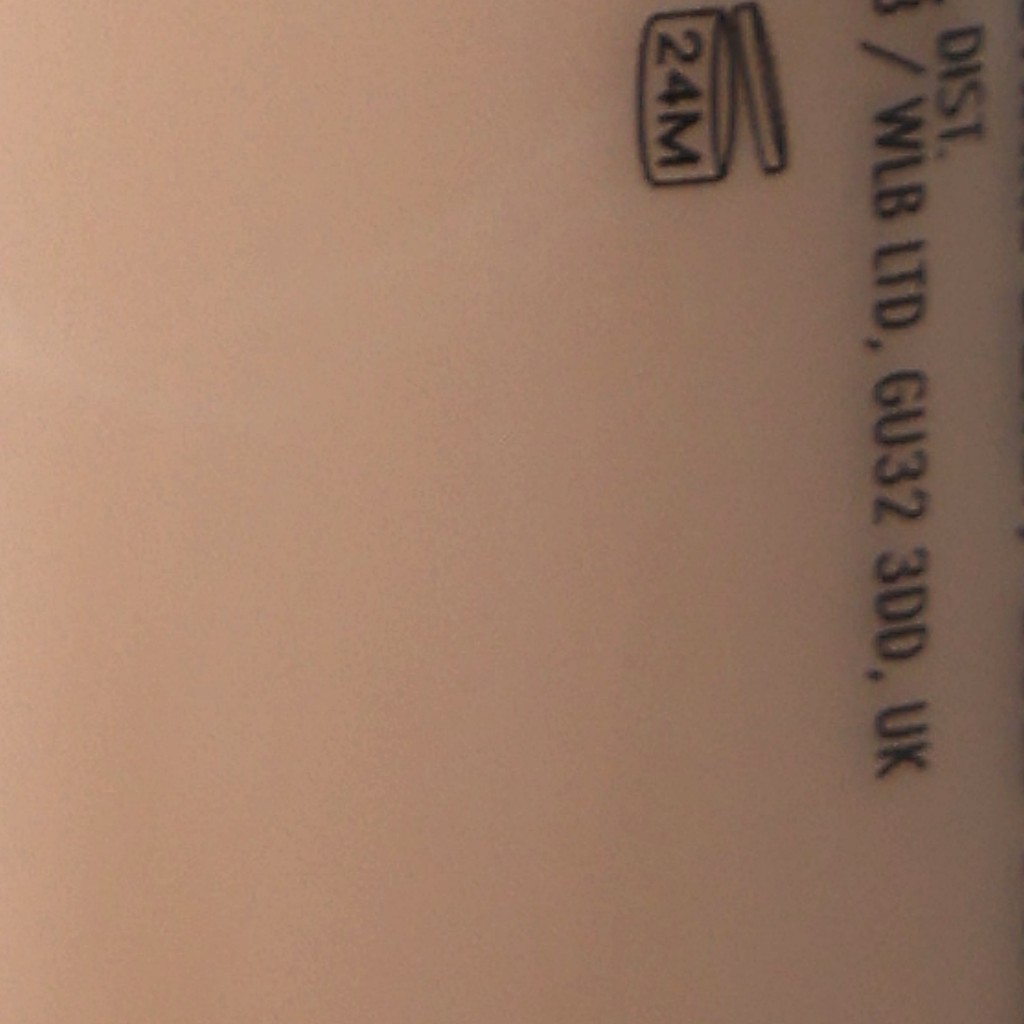 DIST.
/ WLB LTD, GU32 3DD, UK
24M